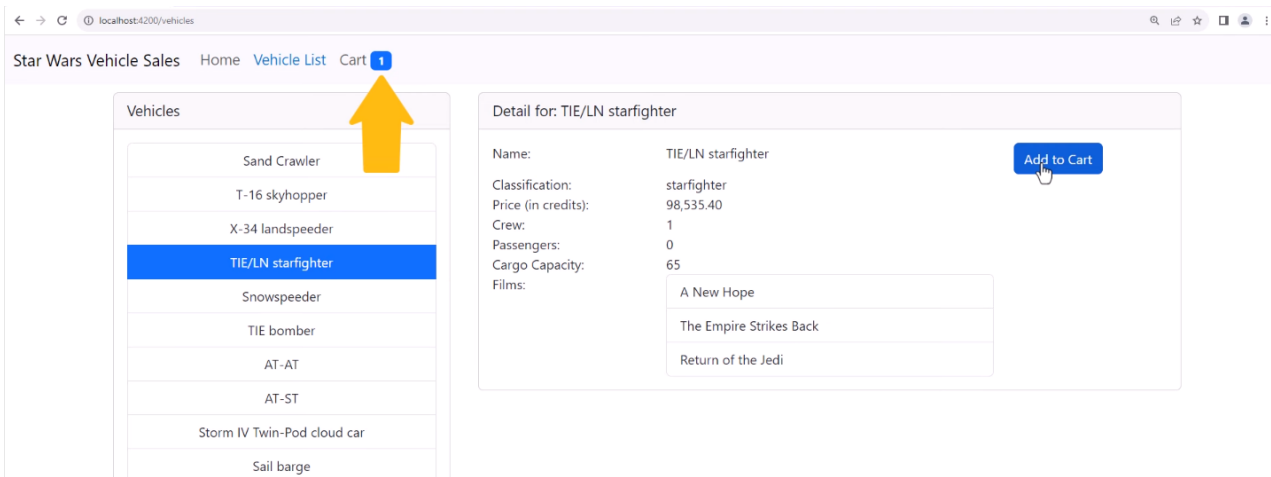 localhost:4200/vehicles
Star Wars Vehicle Sales Home Vehicle List Cart 1
Vehicles
Sand Crawler
T-16 skyhopper
X-34 landspeeder
TIE/LN starfighter
Snowspeeder
TIE bomber
AT-AT
AT-ST
Storm IV Twin-Pod cloud car
Sail barge
Detail for: TIE/LN starfighter
Name: TIE/LN starfighter
Add to Cart
Classification: starfighter
Price (in credits): 98,535.40
Crew: 1
Passengers: 0
Cargo Capacity: 65
Films:
A New Hope
The Empire Strikes Back
Return of the Jedi